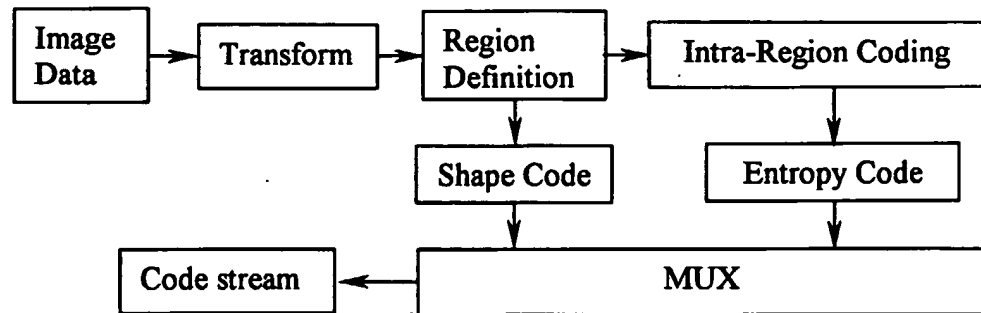 Image
Data
Transform
Region
Definition
Intra-Region Coding
Shape Code
Entropy Code
Code stream
MUX